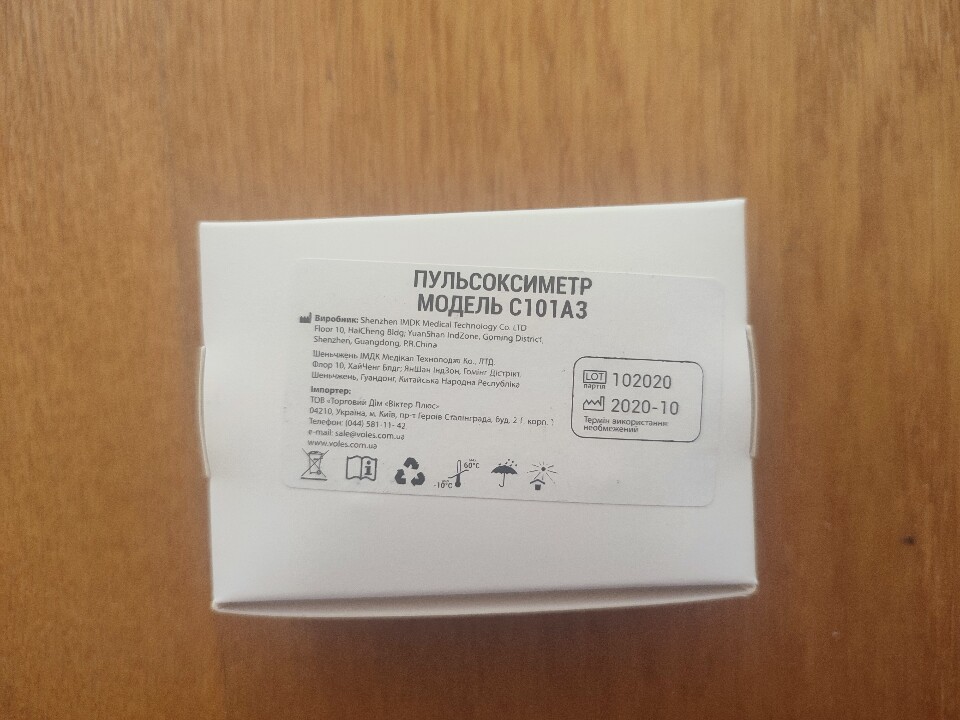 ПУЛЬСОКСИМЕТР
МОДЕЛЬ C101A3
Виробник: Shenzhen IMDK Medical Technology Co. LTD
Floor 10, HaiCheng Bldg; YuanShan IndZone, Goming District,
Shenzhen, Guangdong, P.R.China
Шеньчжень ІМДК Медікал Технолоджі Ко., ЛТД
Флор 10, ХайЧенг Блдг; ЯнШан ІндЗон, Гомінг Дістрікт,
Шеньчжень, Гуандонг, Китайська Народна Республіка
Імпортер:
ТОВ «Торговий Дім «Віктер Плюс»
04210, Україна, м. Київ, пр-т Героїв Сталінграда, буд. 2 Г, корп. 1
Телефон: (044) 581-11-42
e-mail: sale@voles.com.ua
www.voles.com.ua
LOT 102020
партія
2020-10
Термін використання:
необмежений
60°C
-10°C